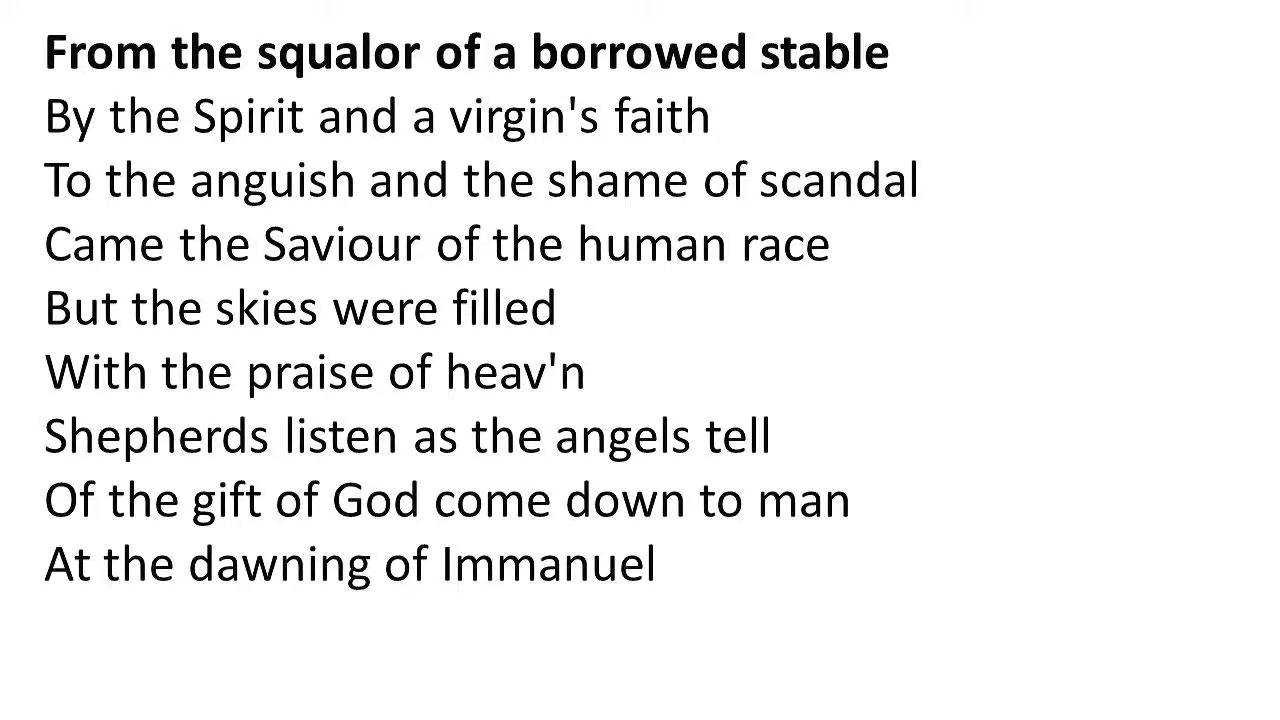 From the squalor of a borrowed stable
By the Spirit and a virgin's faith
To the anguish and the shame of scandal
Came the Saviour of the human race
But the skies were filled
With the praise of heav'n
Shepherds listen as the angels tell
Of the gift of God come down to man
At the dawning of Immanuel